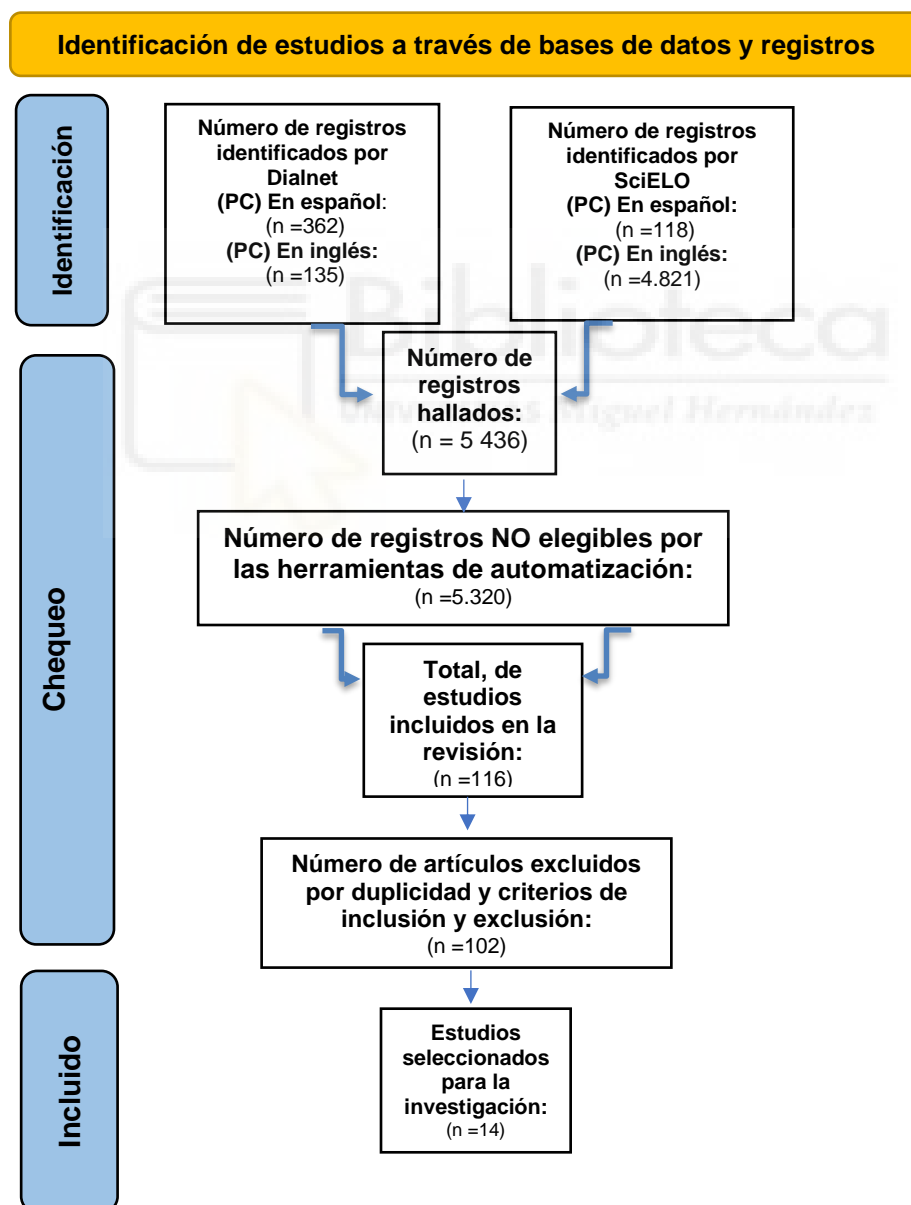 Identificación de estudios a través de bases de datos y registros
Identificación
Número de registros
identificados por
Dialnet
(PC) En español:
(n =362)
(PC) En inglés:
(n =135)
Número de registros
identificados por
SciELO
(PC) En español:
(n =118)
(PC) En inglés:
(n =4.821)
Biblioteca
UNIVERSITAS Miguel Hernández
Chequeo
Número de
registros
hallados:
(n = 5 436)
Número de registros NO elegibles por
las herramientas de automatización:
(n =5.320)
Total, de
estudios
incluidos en la
revisión:
(n =116)
Número de artículos excluidos
por duplicidad y criterios de
inclusión y exclusión:
(n =102)
Incluido
Estudios
seleccionados
para la
investigación:
(n =14)